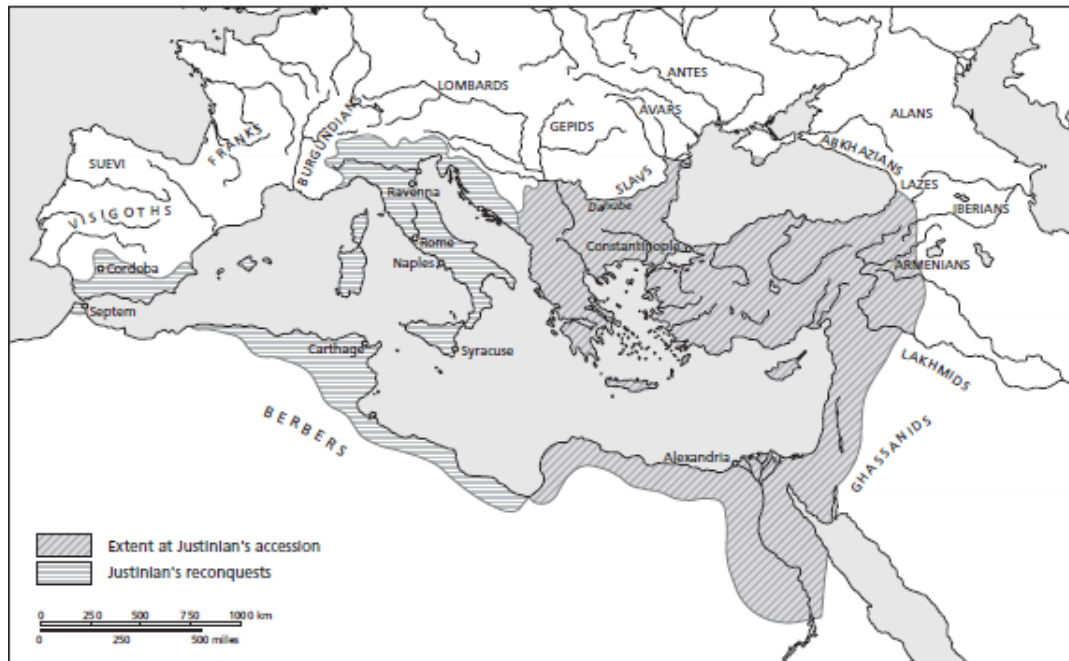 ANTES
LOMBARDS
AVARS
ALANS
GEPIDS
BURGUNDIANS
FRANKS
ABKHAZIANS
SUEVI
SLAVS
LAZES
Ravenna
VISIGOTHS
Danube
IBERIANS
Rome
Constantinople
Naples
Cordoba
ARMENIANS
Septem
Carthage
Syracuse
LAKHMIDS
BERBERS
GHASSANIDS
Alexandria
Extent at Justinian's accession
Justinian's reconquests
0 250 500 750 1000 km
0 250 500 milles